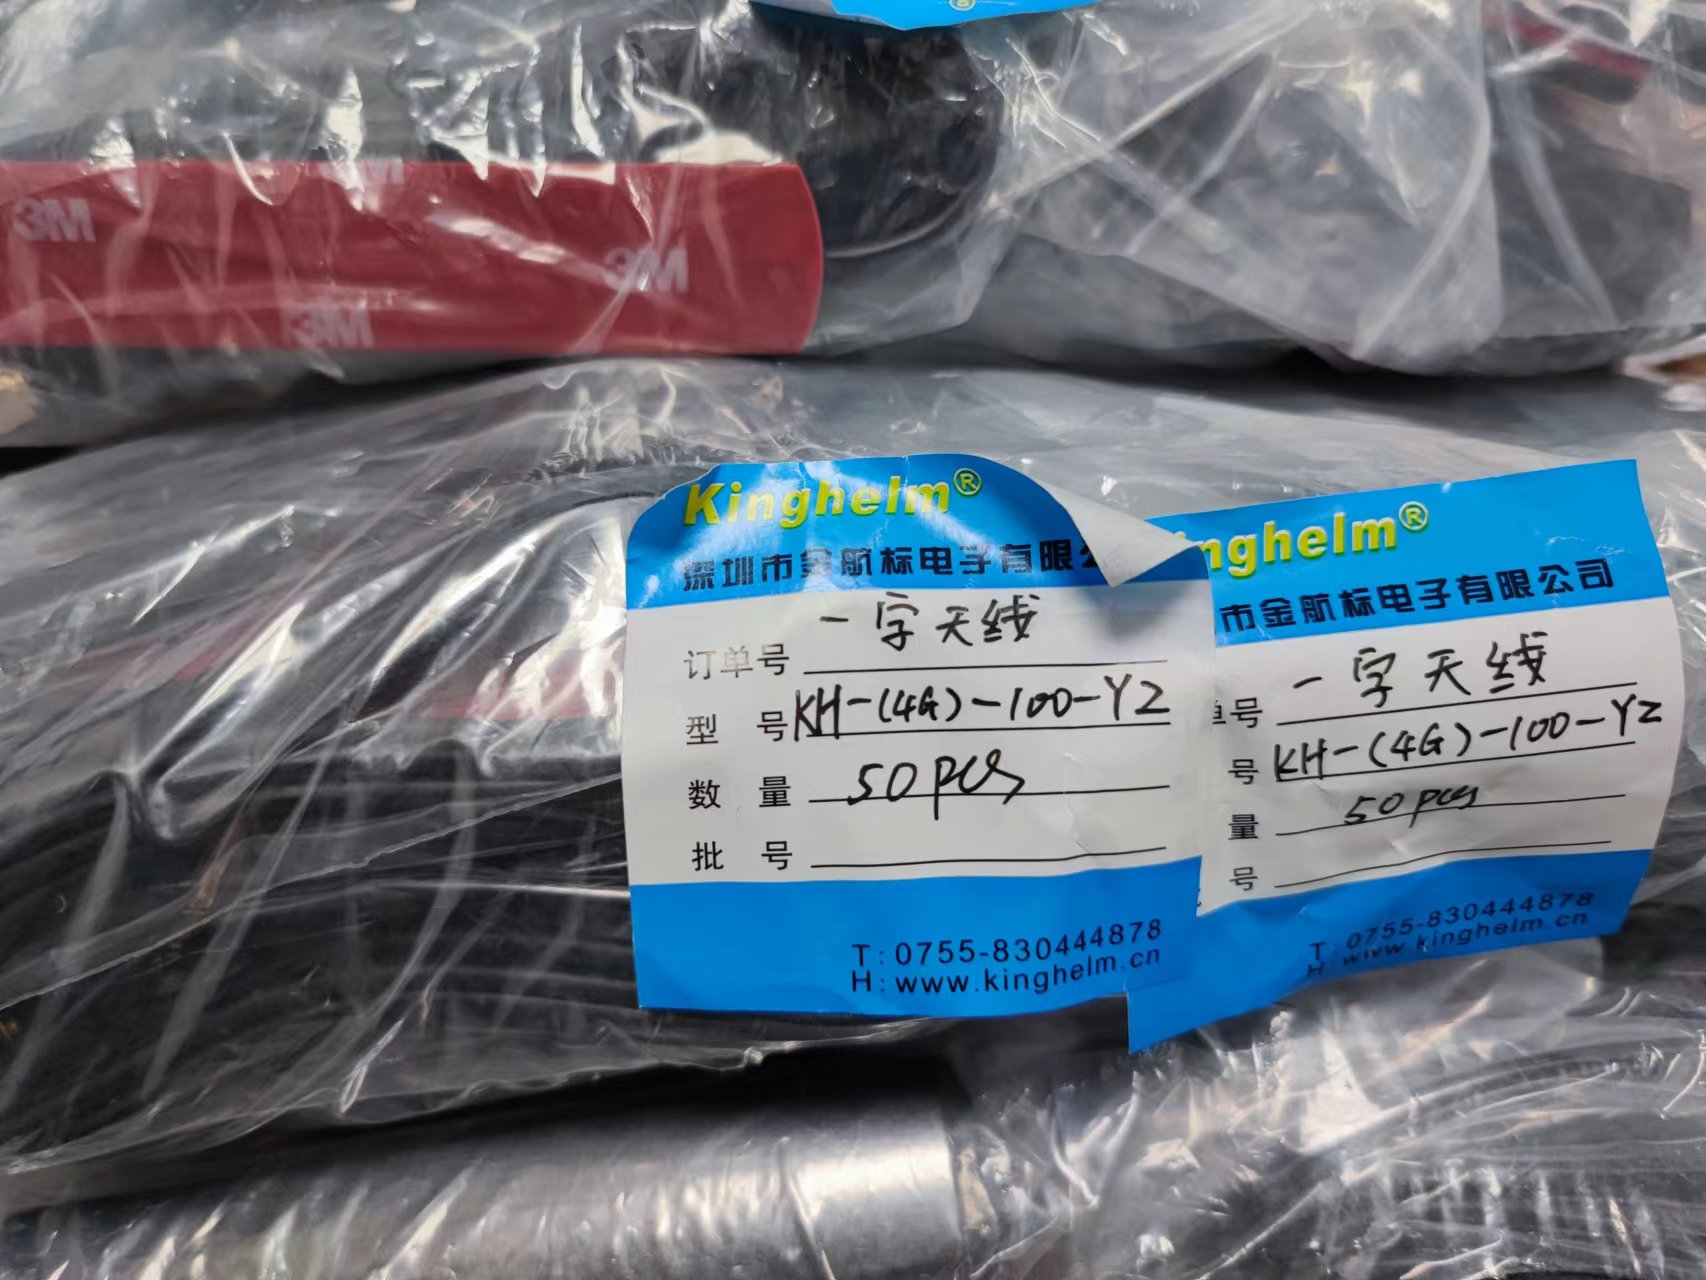 3M
3M
3M
Kinghelm®
深圳市金航标电子有限公
订单号 一字天线
型 号 KH-(4G)-100-YZ
数 量 50pcs
批 号
T:0755-830444878
H:www.kinghelm.cn
nghelm®
市金航标电子有限公司
单号 一字天线
号 KH-(4G)-100-YZ
量 50pcs
号
T:0755-830444878
H:www.kinghelm.cn